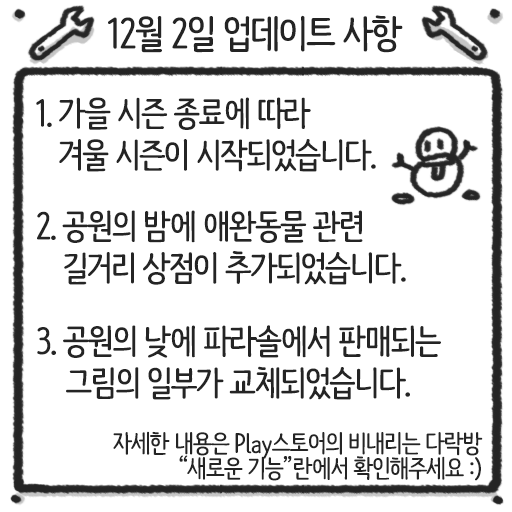 12월 2일 업데이트 사항
1. 가을 시즌 종료에 따라
겨울 시즌이 시작되었습니다.
2. 공원의 밤에 애완동물 관련
길거리 상점이 추가되었습니다.
3. 공원의 낮에 파라솔에서 판매되는
그림의 일부가 교체되었습니다.
자세한 내용은 Play스토어의 비내리는 다락방
“새로운 기능”란에서 확인해주세요 :)